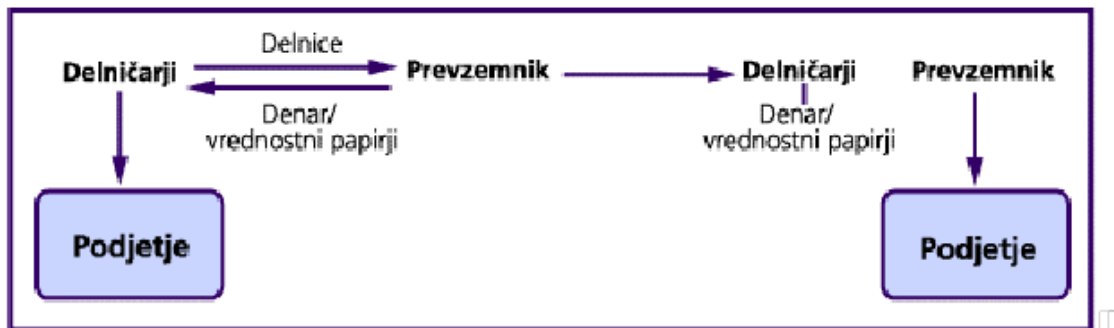 Delnice
Delničarji
Prevzemnik
Delničarji
Prevzemnik
Denar/
vrednostni papirji
Denar/
vrednostni papirji
Podjetje
Podjetje